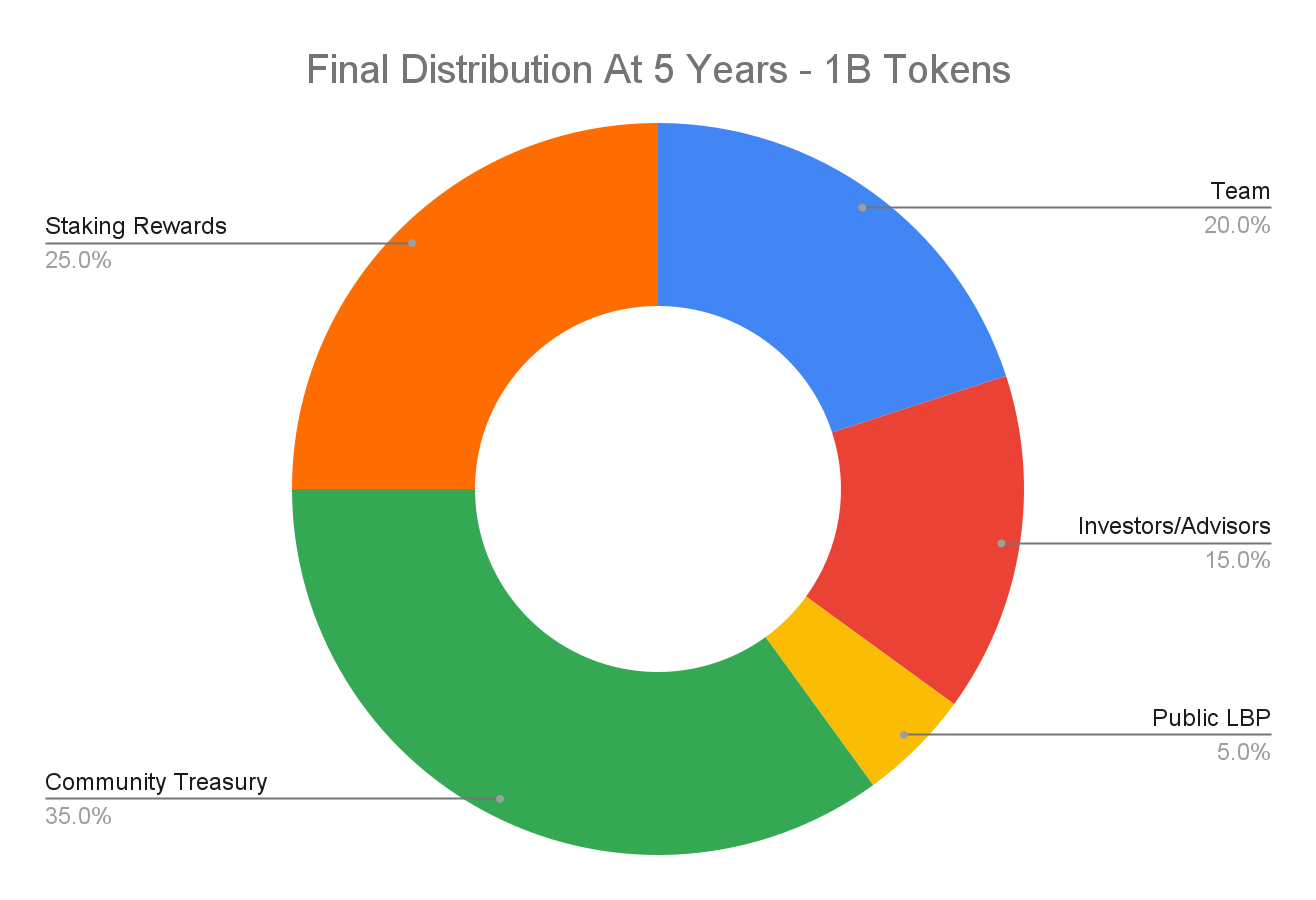 Final Distribution At 5 Years - 1B Tokens
Team
20.0%
Staking Rewards
25.0%
Investors/Advisors
15.0%
Public LBP
5.0%
Community Treasury
35.0%